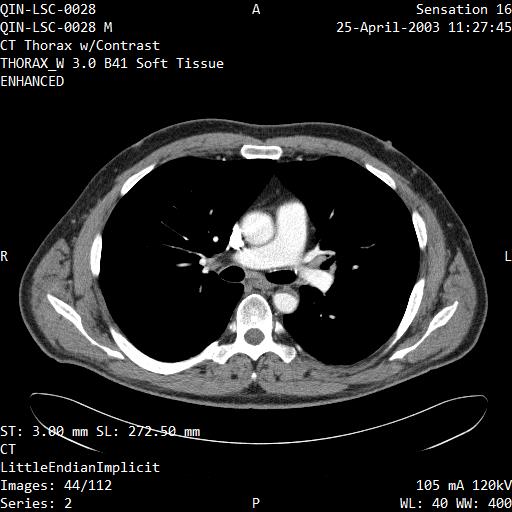 QIN-LSC-0028
A
Sensation 16
QIN-LSC-0028 M
25-April-2003 11:27:45
CT Thorax w/Contrast
THORAX_W 3.0 B41 Soft Tissue
ENHANCED
R
L
ST: 3.00 mm SL: 272.50 mm
CT
LittleEndianImplicit
Images: 44/112
105 mA 120kV
Series: 2
P
WL: 40 WW: 400